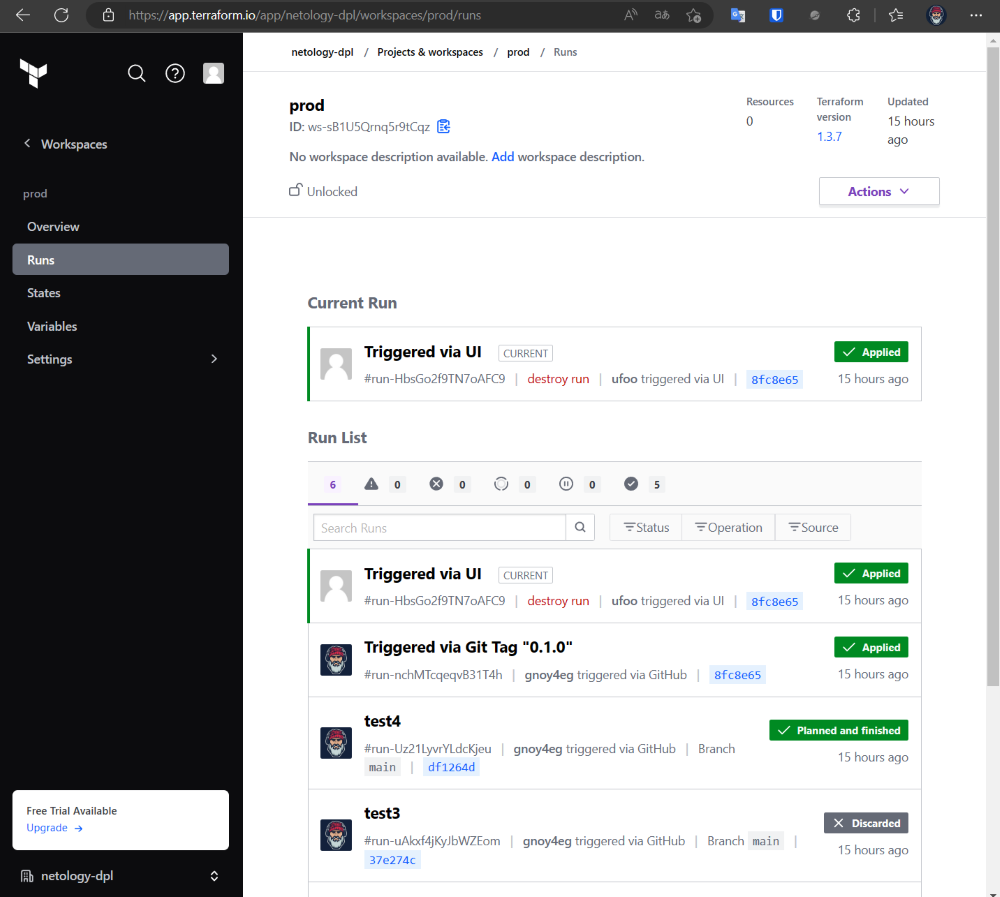 https://app.terraform.io/app/netology-dpl/workspaces/prod/runs
netology-dpl / Projects & workspaces / prod / Runs
Workspaces
prod
Overview
Runs
States
Variables
Settings
Free Trial Available
Upgrade →
netology-dpl
prod
ID: ws-sB1U5Qrnq5r9tCqz
No workspace description available. Add workspace description.
Unlocked
Resources
0
Terraform
version
1.3.7
Updated
15 hours
ago
Actions
Current Run
Triggered via UI CURRENT
Applied
#run-HbsGo2f9TN7oAFC9 | destroy run | ufoo triggered via UI | 8fc8e65
15 hours ago
Run List
6 0 0 0 0 5
Search Runs
Status Operation Source
Triggered via UI CURRENT
Applied
#run-HbsGo2f9TN7oAFC9 | destroy run | ufoo triggered via UI | 8fc8e65
15 hours ago
Triggered via Git Tag "0.1.0"
Applied
#run-nchMTcqeqvB31T4h | gnoy4eg triggered via GitHub | 8fc8e65
15 hours ago
test4
Planned and finished
#run-Uz21LyvrYLdcKjeu | gnoy4eg triggered via GitHub | Branch
main | df1264d
15 hours ago
test3
Discarded
#run-uAkxf4jKyJbWZEom | gnoy4eg triggered via GitHub | Branch main |
37e274c
15 hours ago